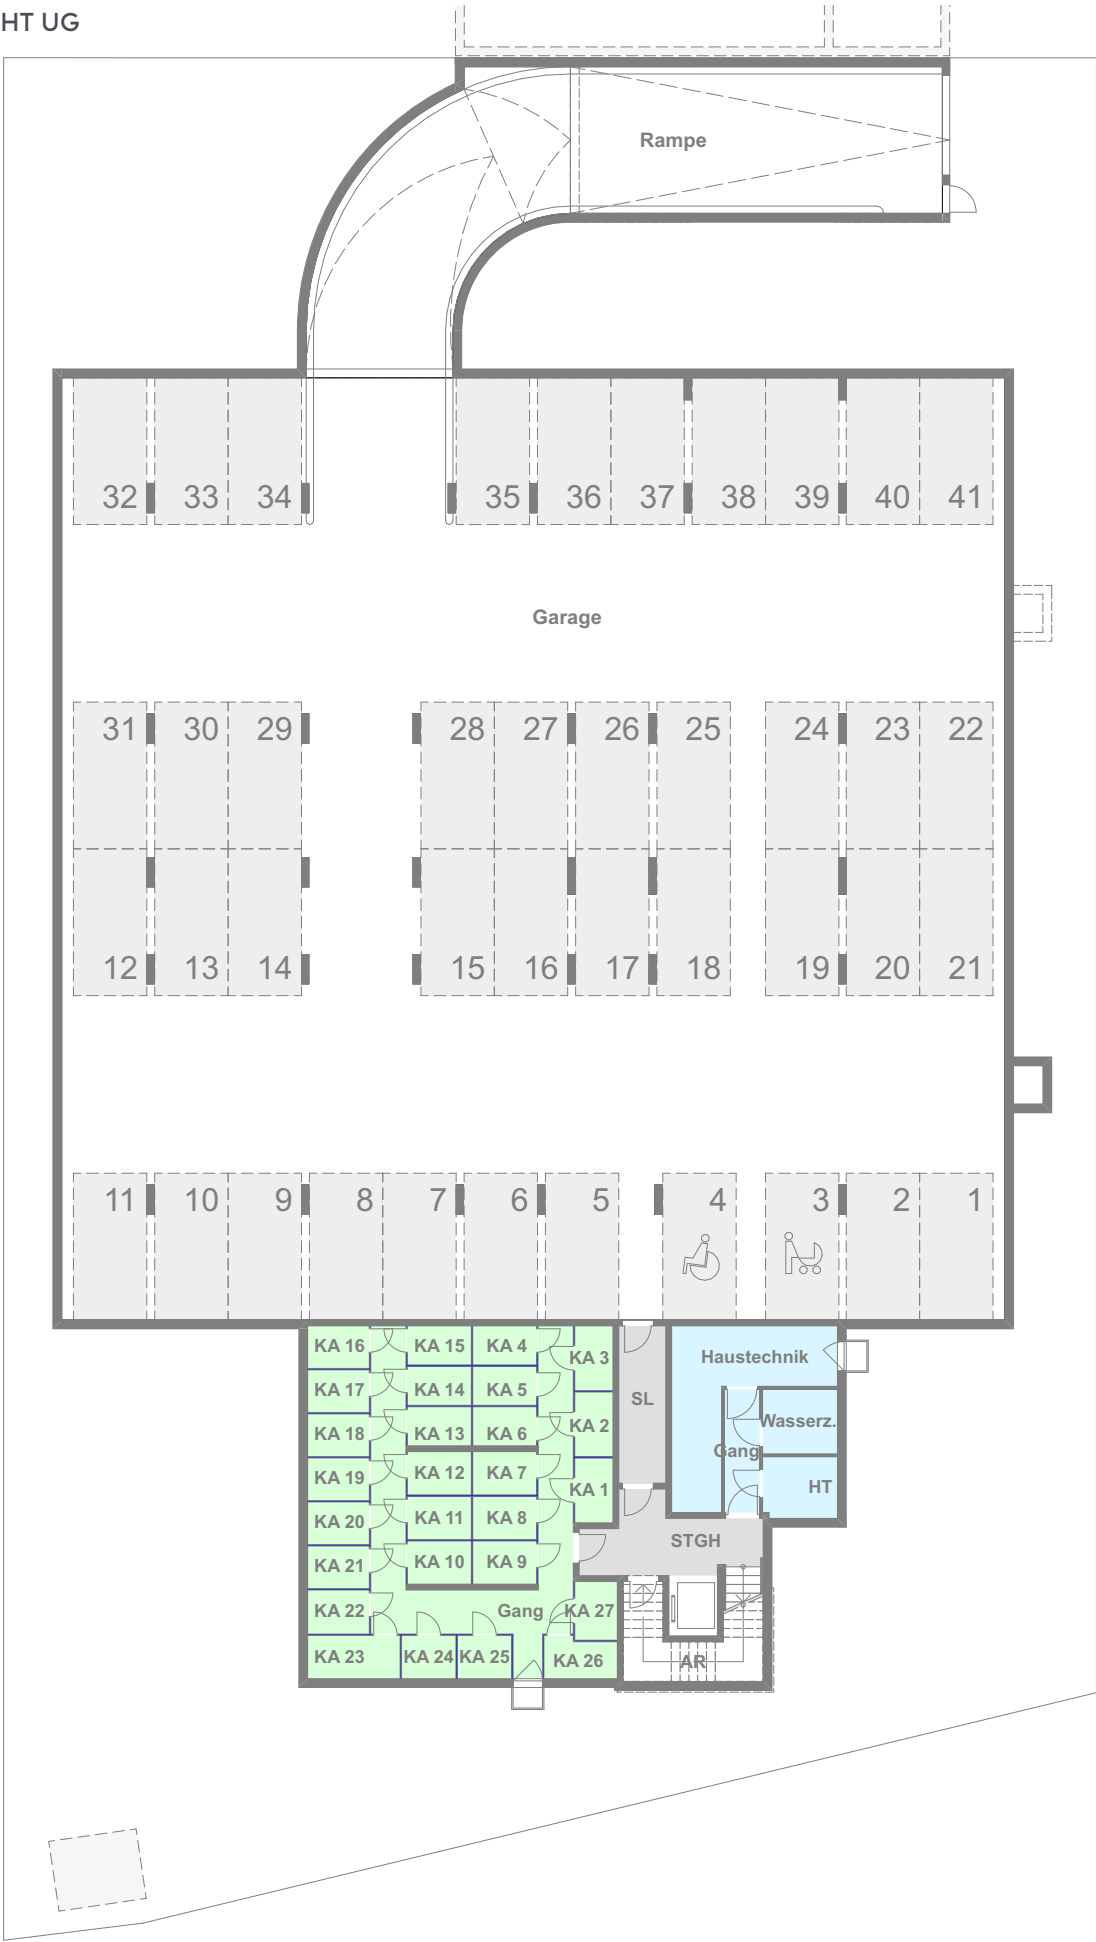 HT UG
Rampe
32 33 34 35 36 37 38 39 40 41
Garage
31 30 29 28 27 26 25 24 23 22
12 13 14 15 16 17 18 19 20 21
11 10 9 8 7 6 5 4 3 2 1
KA 16 KA 15 KA 4 KA 3 Haustechnik
KA 17 KA 14 KA 5 SL
KA 18 KA 13 KA 6 KA 2 Wasserz.
Gang
KA 19 KA 12 KA 7 KA 1 HT
KA 20 KA 11 KA 8
STGH
KA 21 KA 10 KA 9
KA 22 Gang KA 27
KA 23 KA 24 KA 25 KA 26 AR